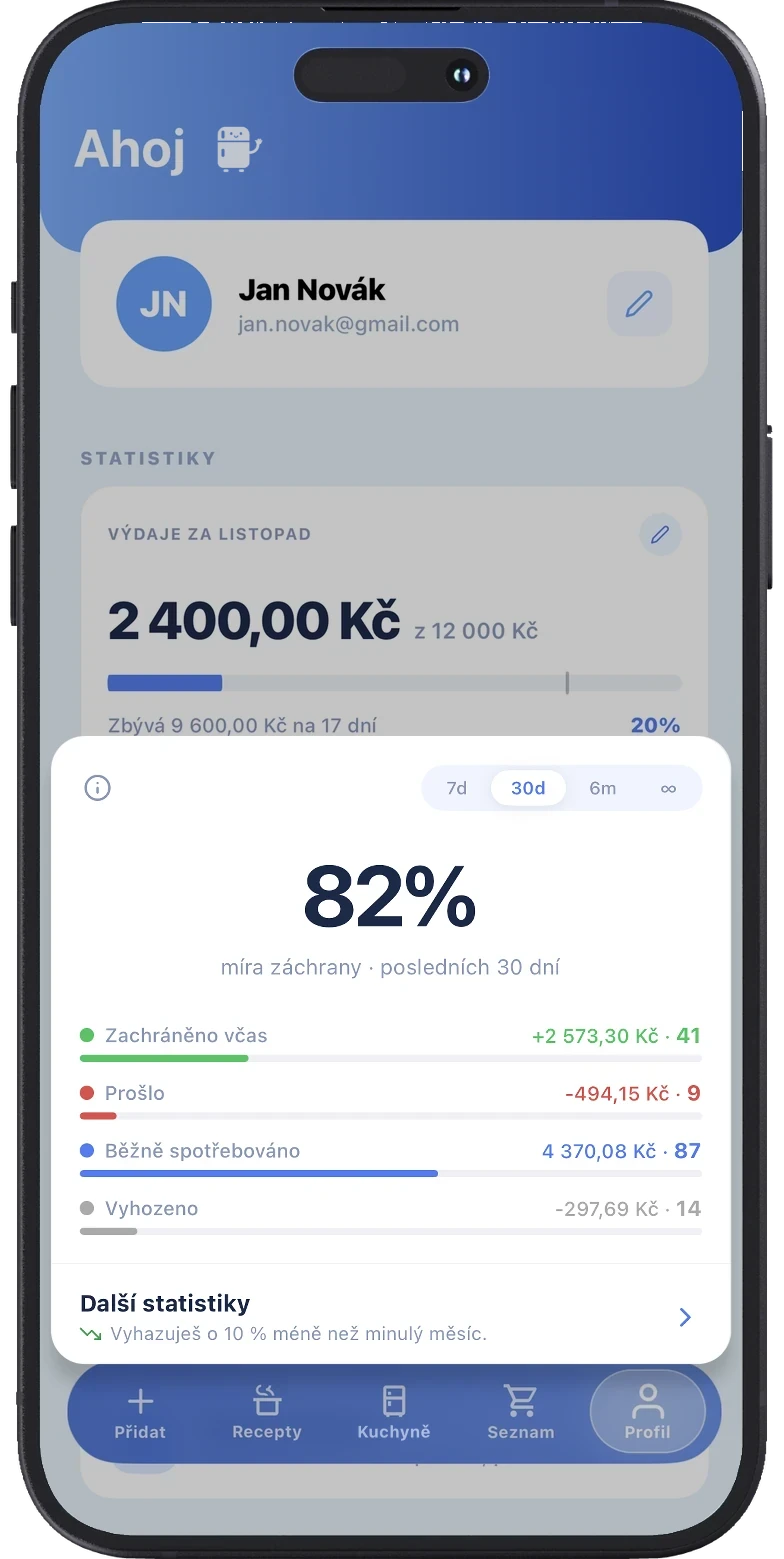 Ahoj
JN
Jan Novák
jan.novak@gmail.com
STATISTIKY
VÝDAJE ZA LISTOPAD
2 400,00 Kč z 12 000 Kč
Zbývá 9 600,00 Kč na 17 dní 20%
7d 30d 6m ∞
82%
míra záchrany · posledních 30 dní
Zachráněno včas +2 573,30 Kč · 41
Prošlo -494,15 Kč · 9
Běžně spotřebováno 4 370,08 Kč · 87
Vyhozeno -297,69 Kč · 14
Další statistiky
Vyhazuješ o 10 % méně než minulý měsíc.
Přidat Recepty Kuchyně Seznam Profil